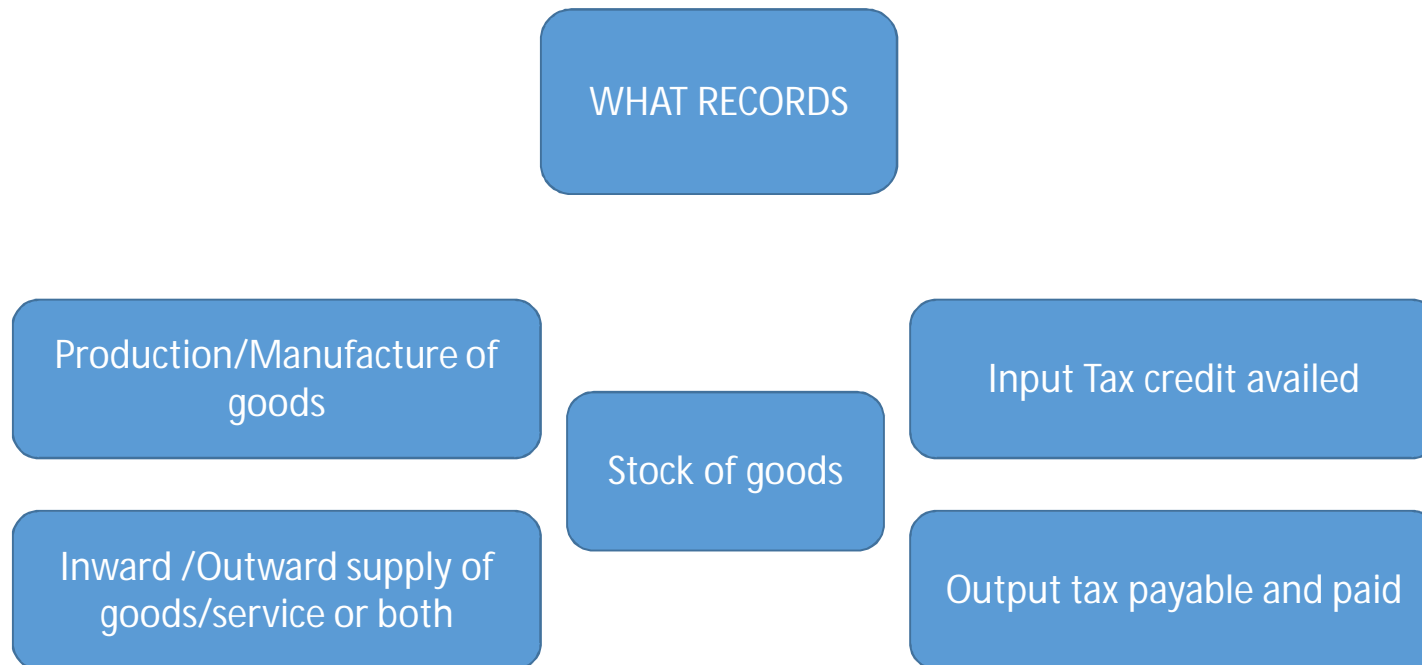 WHAT RECORDS
Production/Manufacture of
goods
Inward /Outward supply of
goods/service or both
Stock of goods
Input Tax credit availed
Output tax payable and paid